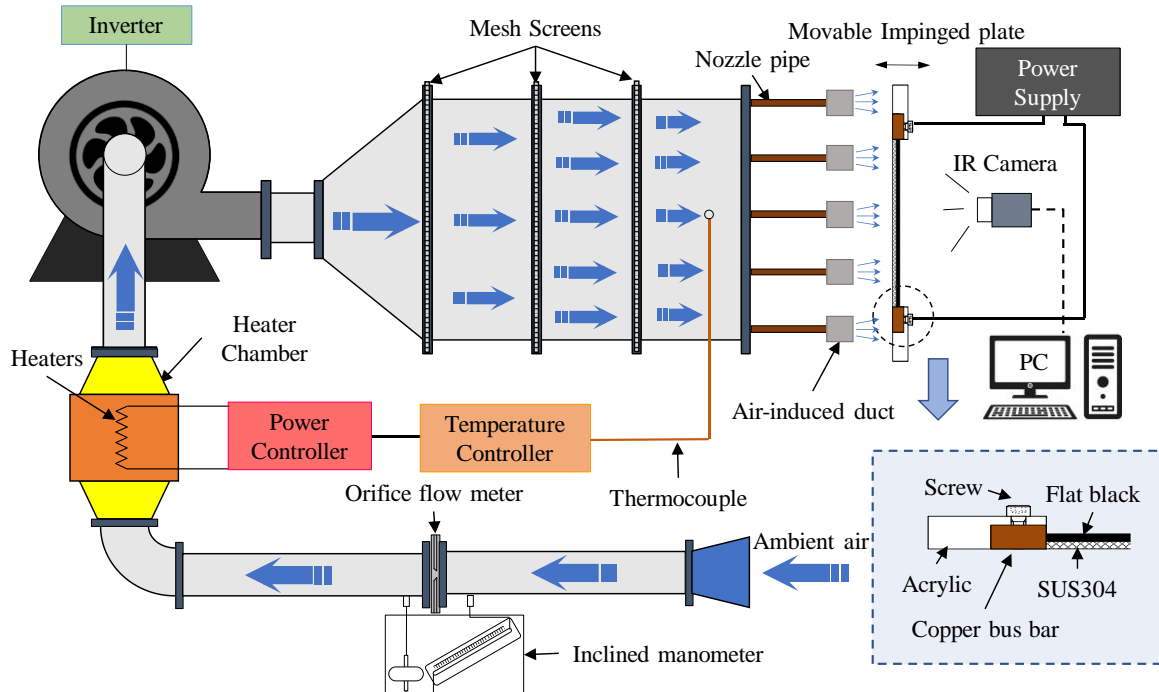 Inverter
Mesh Screens
Movable Impinged plate
Nozzle pipe
Power
Supply
IR Camera
Heater
Chamber
Heaters
PC
Air-induced duct
Power
Controller
Temperature
Controller
Thermocouple
Orifice flow meter
Ambient air
Screw
Flat black
Acrylic
SUS304
Copper bus bar
Inclined manometer